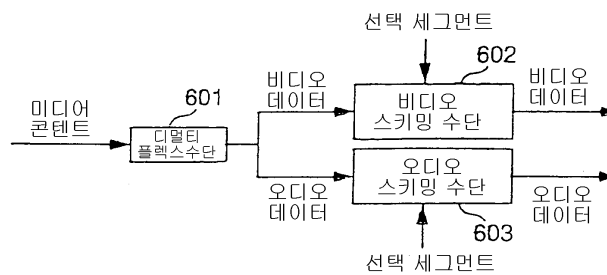 선택 세그먼트
602
비디오
데이터
비디오
스키밍 수단
비디오
데이터
미디어
콘텐트
601
디멀티
플렉스수단
오디오
데이터
오디오
스키밍 수단
오디오
데이터
603
선택 세그먼트